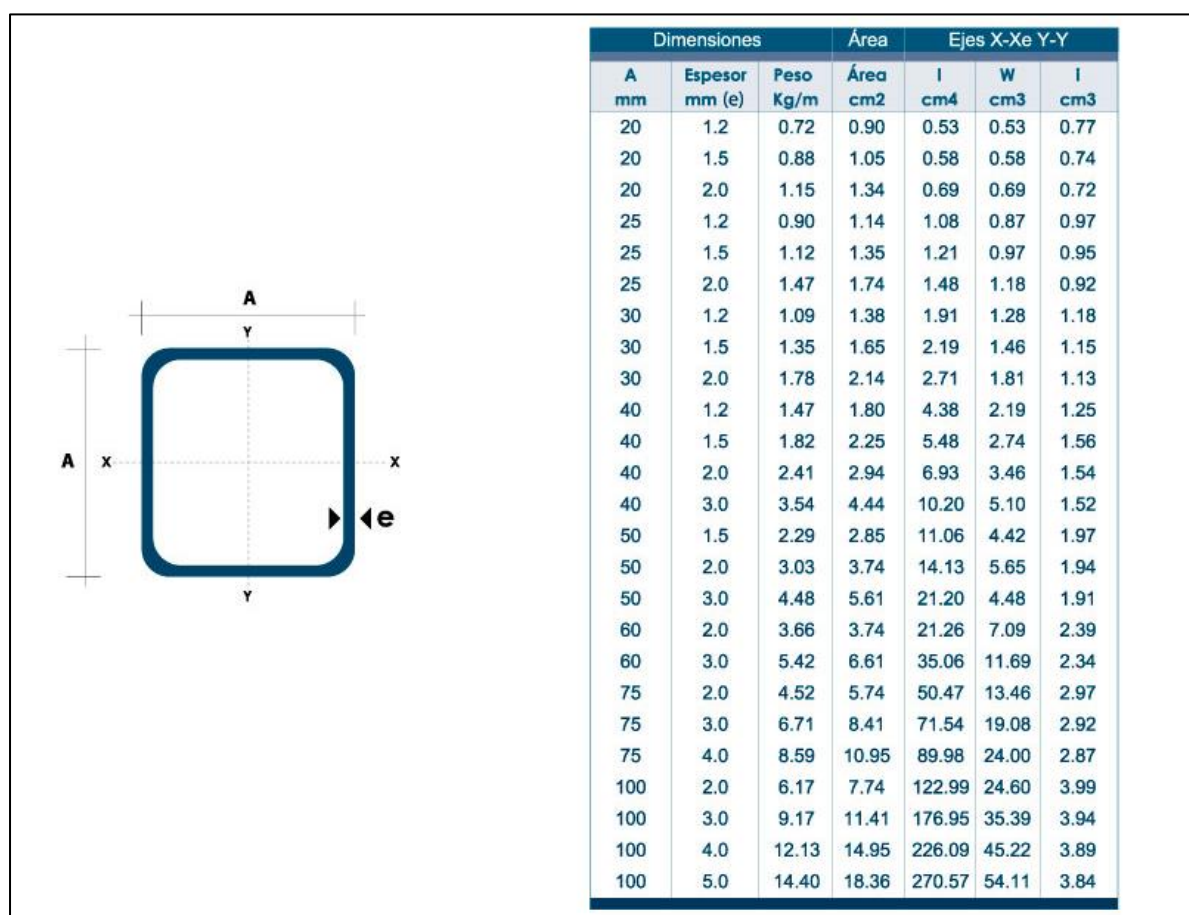 Dimensiones Área Ejes X-Xe Y-Y
A Espesor Peso Área I W i
mm mm (e) Kg/m cm2 cm4 cm3 cm3
20 1.2 0.72 0.90 0.53 0.53 0.77
20 1.5 0.88 1.05 0.58 0.58 0.74
20 2.0 1.15 1.34 0.69 0.69 0.72
25 1.2 0.90 1.14 1.08 0.87 0.97
25 1.5 1.12 1.35 1.21 0.97 0.95
25 2.0 1.47 1.74 1.48 1.18 0.92
30 1.2 1.09 1.38 1.91 1.28 1.18
30 1.5 1.35 1.65 2.19 1.46 1.15
30 2.0 1.78 2.14 2.71 1.81 1.13
40 1.2 1.47 1.80 4.38 2.19 1.25
40 1.5 1.82 2.25 5.48 2.74 1.56
40 2.0 2.41 2.94 6.93 3.46 1.54
40 3.0 3.54 4.44 10.20 5.10 1.52
50 1.5 2.29 2.85 11.06 4.42 1.97
50 2.0 3.03 3.74 14.13 5.65 1.94
50 3.0 4.48 5.61 21.20 4.48 1.91
60 2.0 3.66 3.74 21.26 7.09 2.39
60 3.0 5.42 6.61 35.06 11.69 2.34
75 2.0 4.52 5.74 50.47 13.46 2.97
75 3.0 6.71 8.41 71.54 19.08 2.92
75 4.0 8.59 10.95 89.98 24.00 2.87
100 2.0 6.17 7.74 122.99 24.60 3.99
100 3.0 9.17 11.41 176.95 35.39 3.94
100 4.0 12.13 14.95 226.09 45.22 3.89
100 5.0 14.40 18.36 270.57 54.11 3.84
A
Y
A X X
e
Y